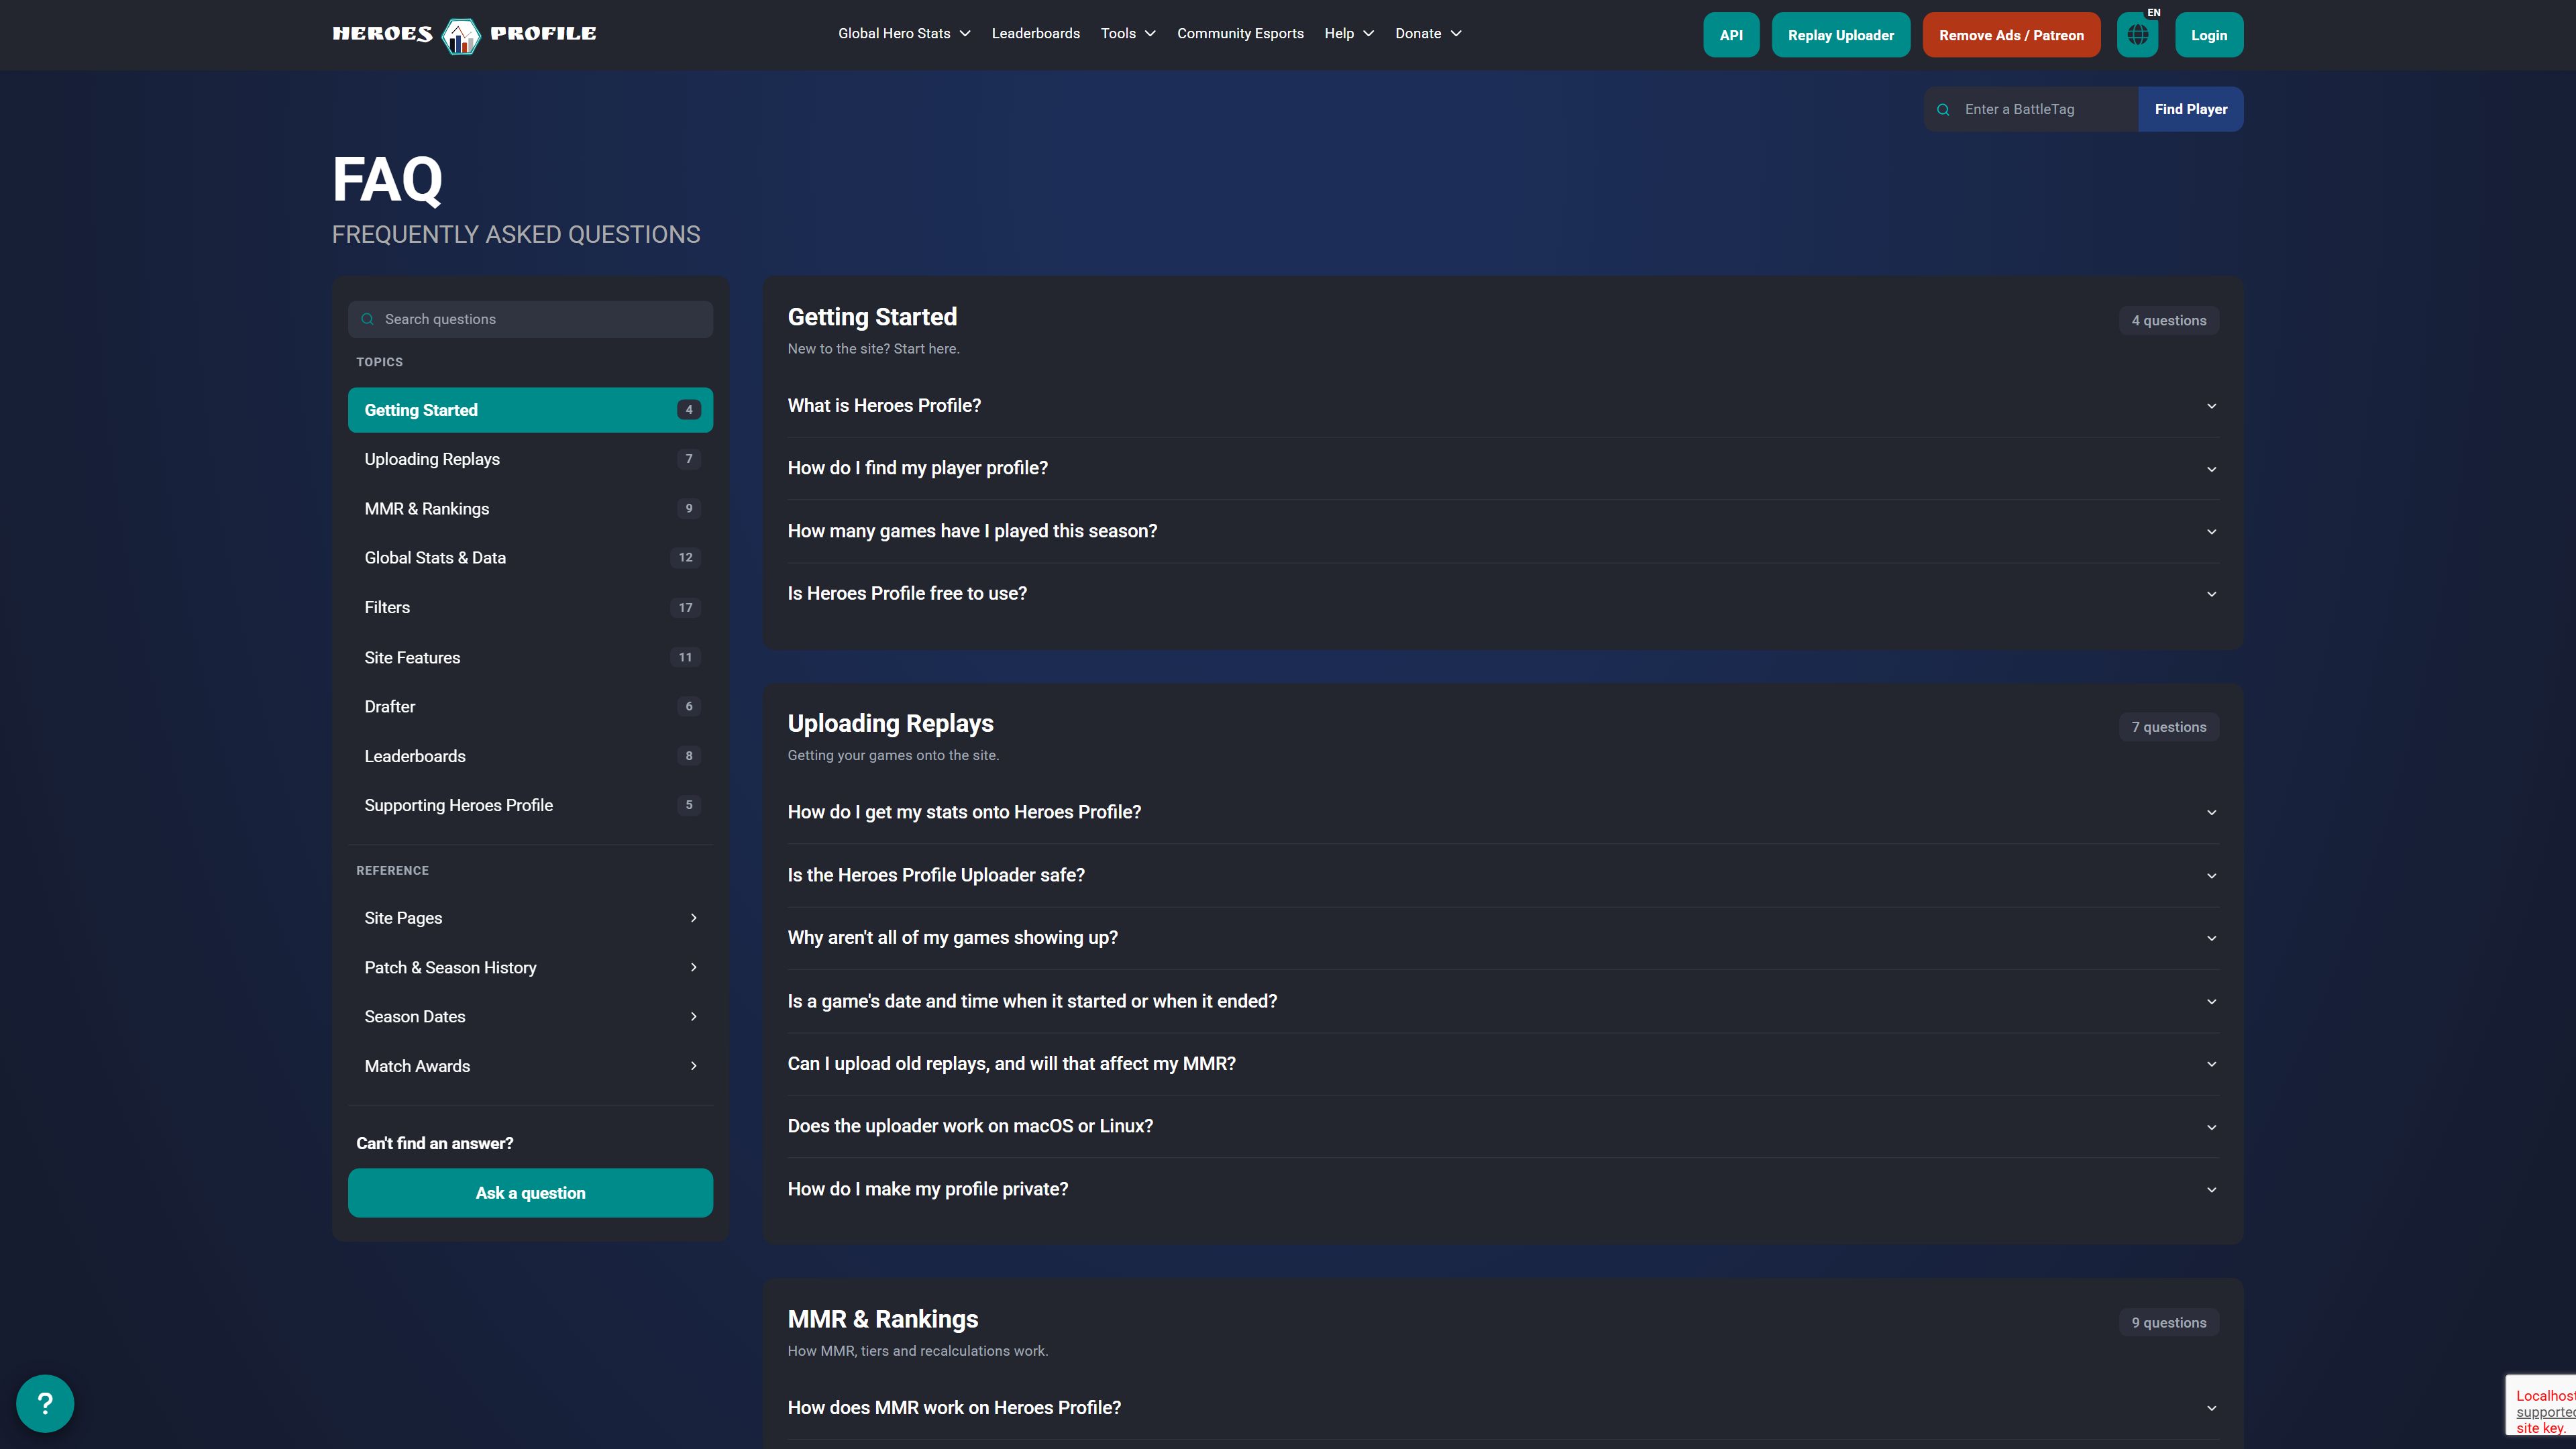 HEROES PROFILE
Global Hero Stats
Leaderboards
Tools
Community Esports
Help
Donate
API
Replay Uploader
Remove Ads / Patreon
EN
Login
Enter a BattleTag
Find Player
FAQ
FREQUENTLY ASKED QUESTIONS
Search questions
TOPICS
Getting Started 4
Uploading Replays 7
MMR & Rankings 9
Global Stats & Data 12
Filters 17
Site Features 11
Drafter 6
Leaderboards 8
Supporting Heroes Profile 5
REFERENCE
Site Pages
Patch & Season History
Season Dates
Match Awards
Can't find an answer?
Ask a question
Getting Started
4 questions
New to the site? Start here.
What is Heroes Profile?
How do I find my player profile?
How many games have I played this season?
Is Heroes Profile free to use?
Uploading Replays
7 questions
Getting your games onto the site.
How do I get my stats onto Heroes Profile?
Is the Heroes Profile Uploader safe?
Why aren't all of my games showing up?
Is a game's date and time when it started or when it ended?
Can I upload old replays, and will that affect my MMR?
Does the uploader work on macOS or Linux?
How do I make my profile private?
MMR & Rankings
9 questions
How MMR, tiers and recalculations work.
How does MMR work on Heroes Profile?
?
Localhost
supported
site key.